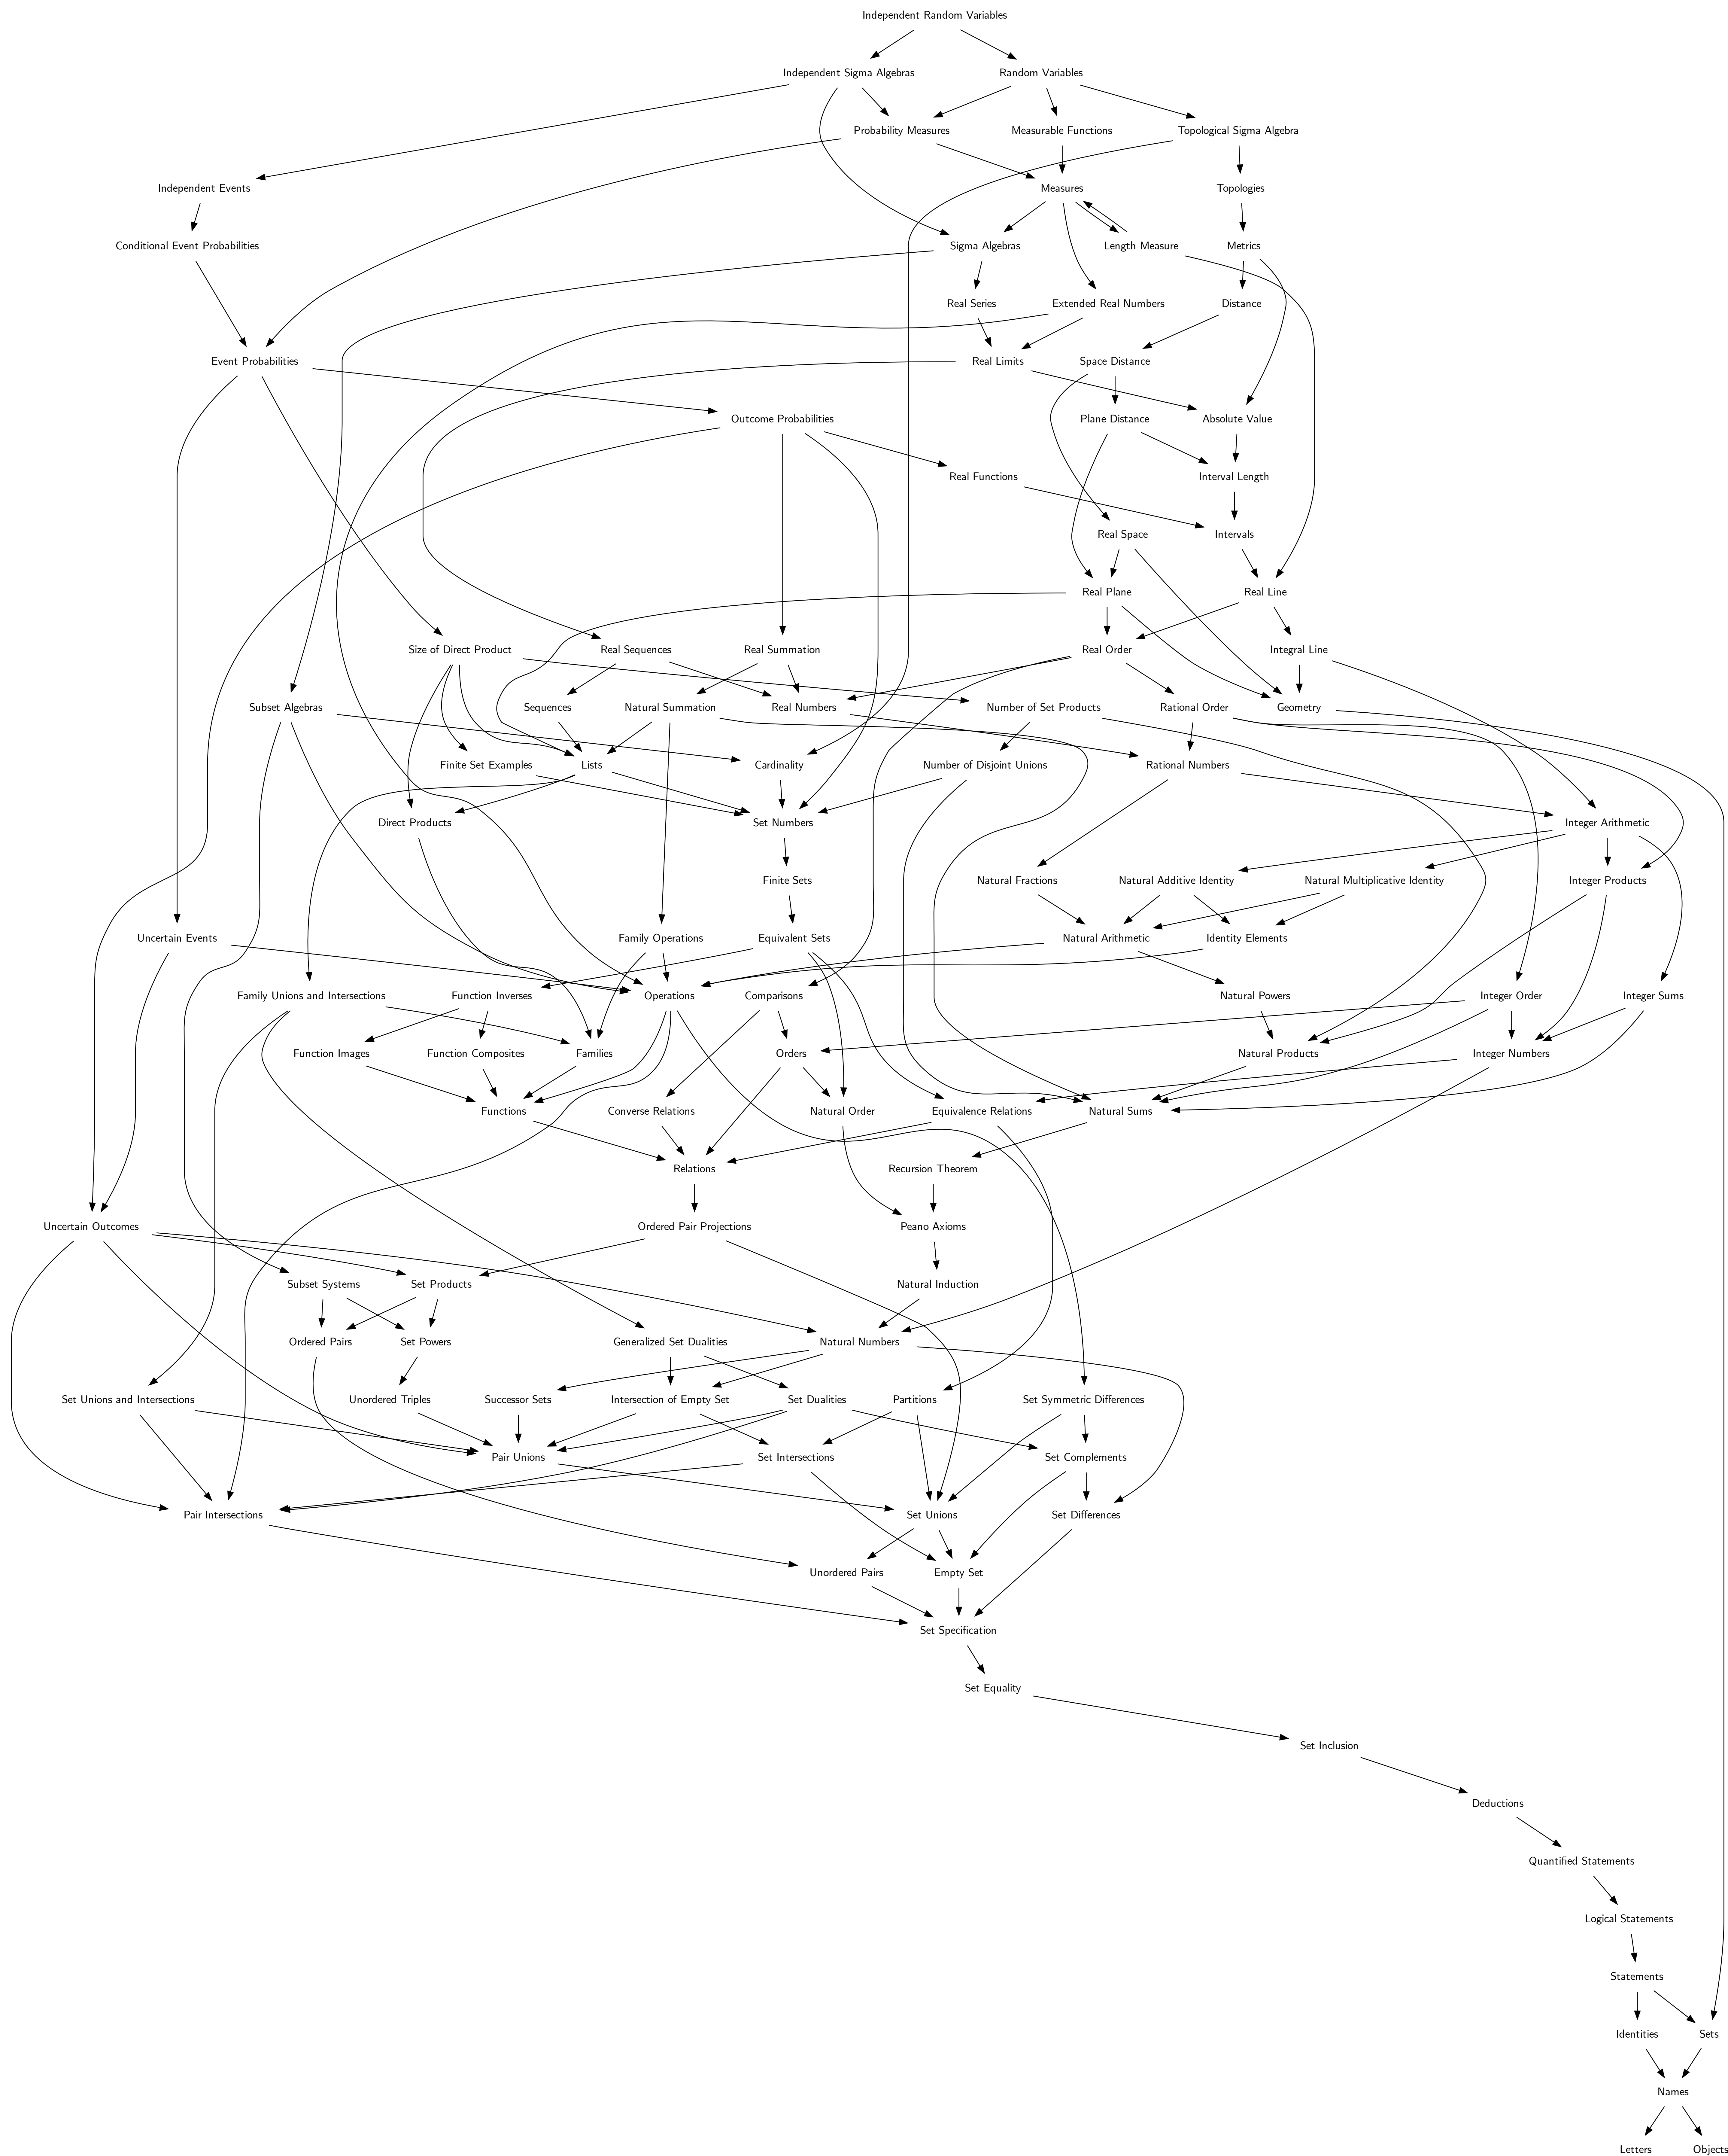 Independent Random Variables
Independent Sigma Algebras
Random Variables
Probability Measures
Measurable Functions
Topological Sigma Algebra
Independent Events
Measures
Topologies
Conditional Event Probabilities
Sigma Algebras
Length Measure
Metrics
Real Series
Extended Real Numbers
Distance
Event Probabilities
Real Limits
Space Distance
Outcome Probabilities
Plane Distance
Absolute Value
Real Functions
Interval Length
Real Space
Intervals
Real Plane
Real Line
Size of Direct Product
Real Sequences
Real Summation
Real Order
Integral Line
Subset Algebras
Sequences
Natural Summation
Real Numbers
Number of Set Products
Rational Order
Geometry
Finite Set Examples
Lists
Cardinality
Number of Disjoint Unions
Rational Numbers
Direct Products
Set Numbers
Integer Arithmetic
Finite Sets
Natural Fractions
Natural Additive Identity
Natural Multiplicative Identity
Integer Products
Uncertain Events
Family Operations
Equivalent Sets
Natural Arithmetic
Identity Elements
Family Unions and Intersections
Function Inverses
Operations
Comparisons
Natural Powers
Integer Order
Integer Sums
Function Images
Function Composites
Families
Orders
Natural Products
Integer Numbers
Functions
Converse Relations
Natural Order
Equivalence Relations
Natural Sums
Relations
Recursion Theorem
Uncertain Outcomes
Ordered Pair Projections
Peano Axioms
Subset Systems
Set Products
Natural Induction
Ordered Pairs
Set Powers
Generalized Set Dualities
Natural Numbers
Set Unions and Intersections
Unordered Triples
Successor Sets
Intersection of Empty Set
Set Dualities
Partitions
Set Symmetric Differences
Pair Unions
Set Intersections
Set Complements
Pair Intersections
Set Unions
Set Differences
Unordered Pairs
Empty Set
Set Specification
Set Equality
Set Inclusion
Deductions
Quantified Statements
Logical Statements
Statements
Identities
Sets
Names
Letters
Objects